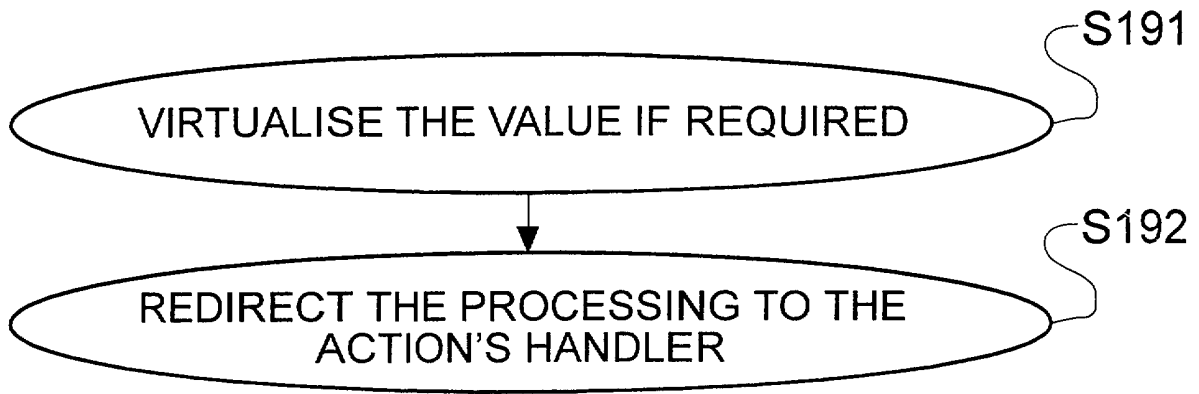 S191
VIRTUALISE THE VALUE IF REQUIRED
S192
REDIRECT THE PROCESSING TO THE
ACTION'S HANDLER